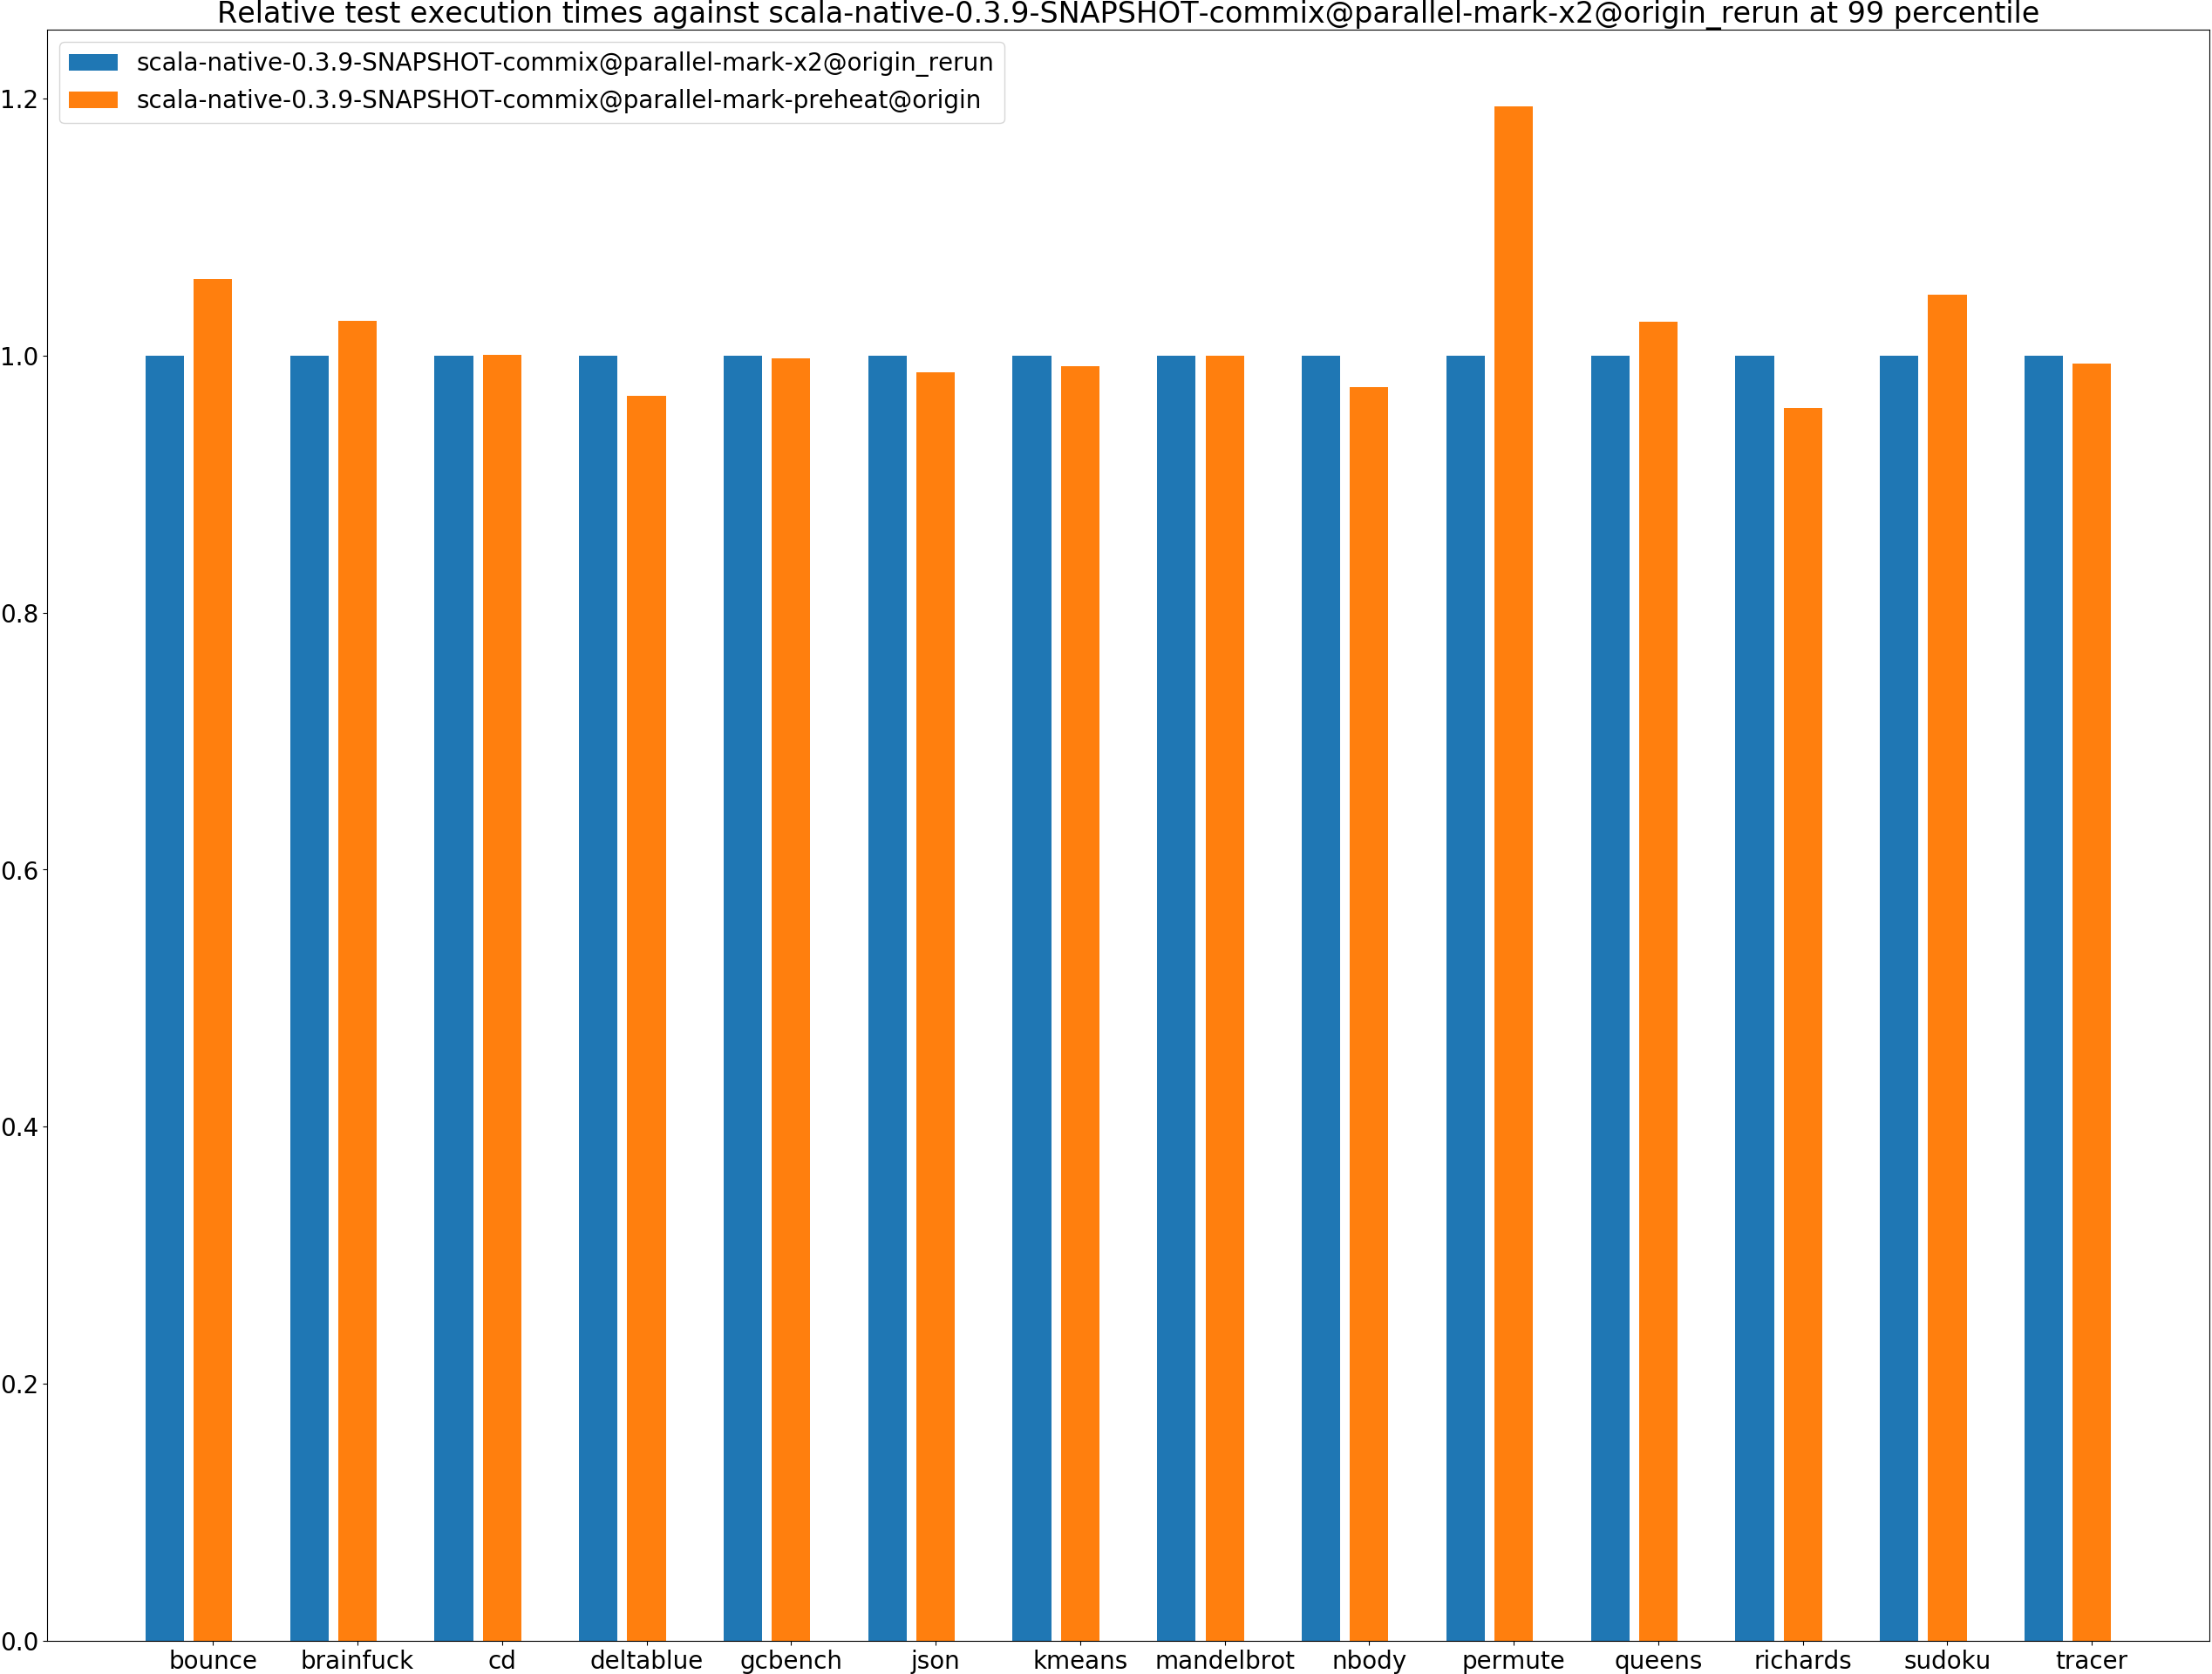 Relative test execution times against scala-native-0.3.9-SNAPSHOT-commix@parallel-mark-x2@origin_rerun at 99 percentile
scala-native-0.3.9-SNAPSHOT-commix@parallel-mark-x2@origin_rerun
scala-native-0.3.9-SNAPSHOT-commix@parallel-mark-preheat@origin
1.2
1.0
0.8
0.6
0.4
0.2
0.0
bounce brainfuck cd deltablue gcbench json kmeans mandelbrot nbody permute queens richards sudoku tracer